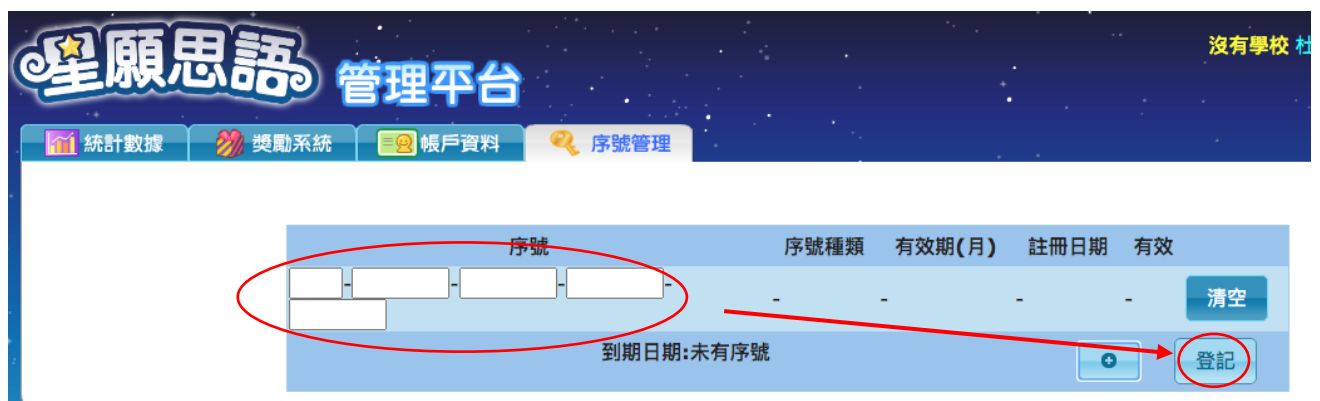 星願思語 管理平台
沒有學校
統計數據 獎勵系統 帳戶資料 序號管理
序號 序號種類 有效期(月) 註冊日期 有效
- - - - - - - - 清空
到期日期:未有序號 登記